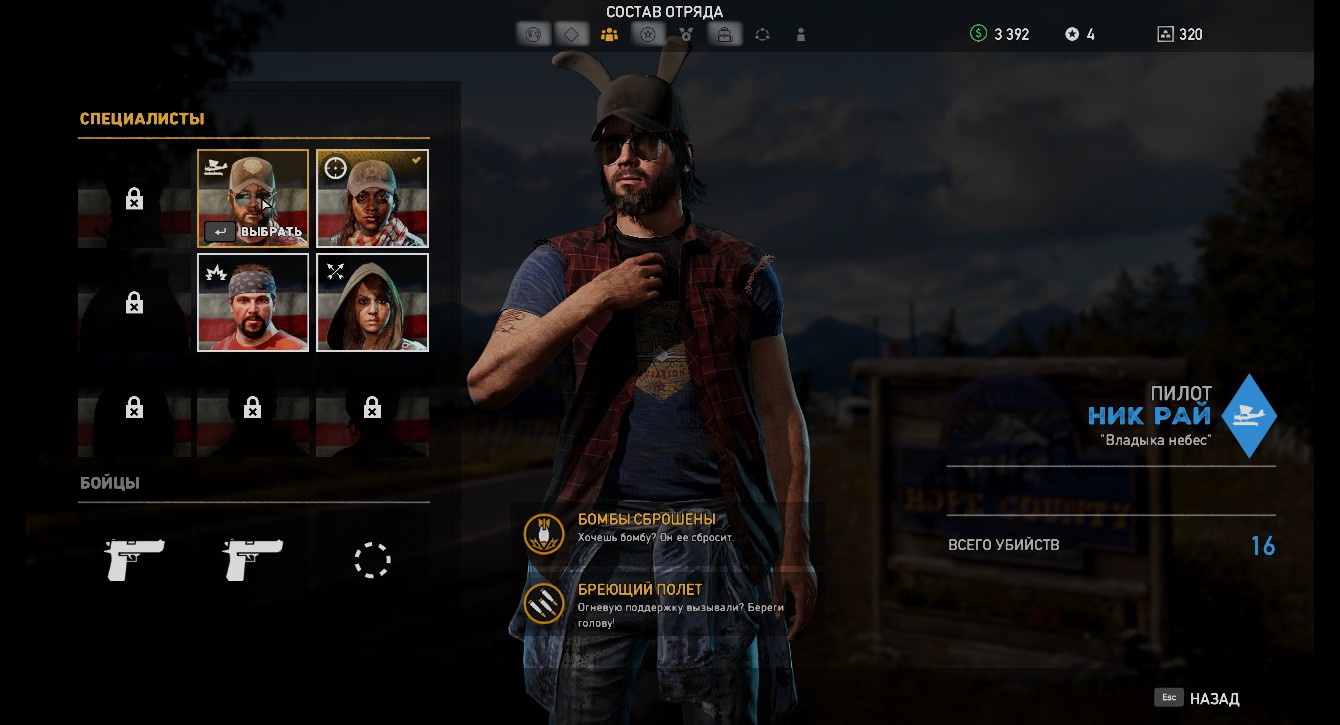 СОСТАВ ОТРЯДА
3 392
4
320
СПЕЦИАЛИСТЫ
ВЫБРАТЬ
БОЙЦЫ
ПИЛОТ
НИК РАЙ
"Владыка небес"
ВСЕГО УБИЙСТВ
16
БОМБЫ СБРОШЕНЫ
Хочешь бомбу? Он ее сбросит.
БРЕЮЩИЙ ПОЛЕТ
Огневую поддержку вызывали? Береги
голову!
Esc НАЗАД